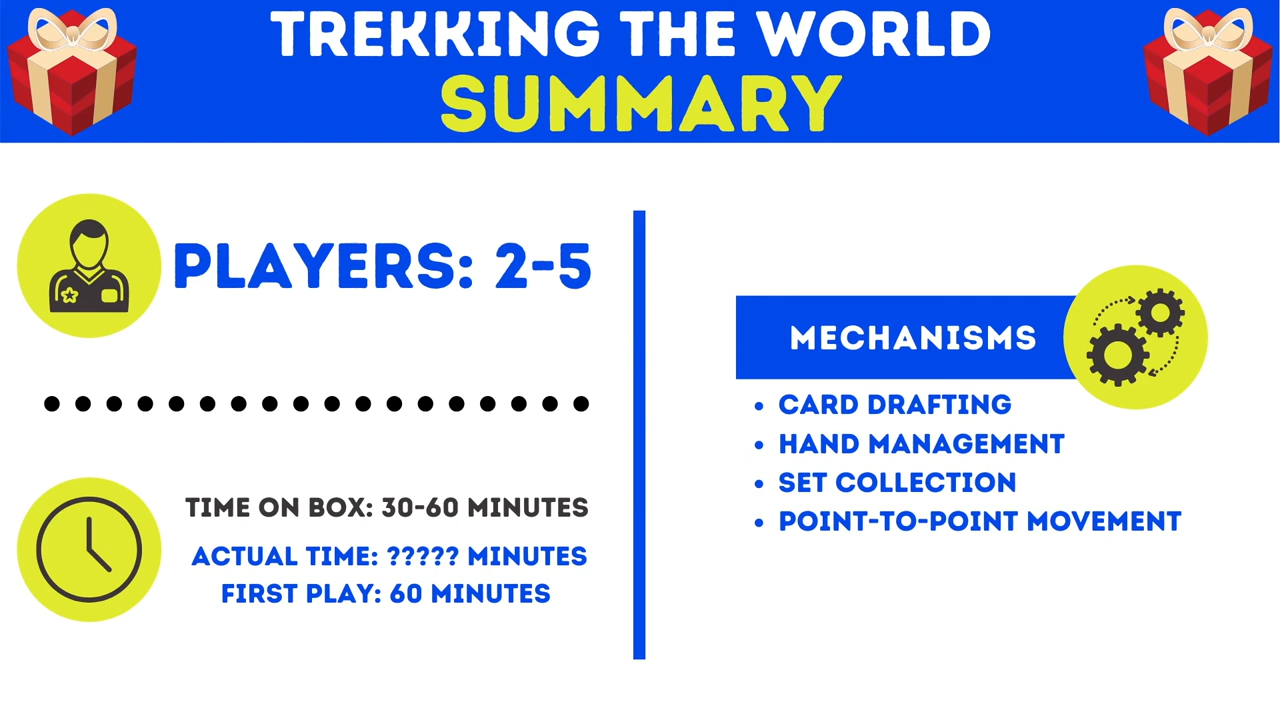 TREKKING THE WORLD
SUMMARY
PLAYERS: 2-5
TIME ON BOX: 30-60 MINUTES
ACTUAL TIME: ????? MINUTES
FIRST PLAY: 60 MINUTES
MECHANISMS
• CARD DRAFTING
• HAND MANAGEMENT
• SET COLLECTION
• POINT-TO-POINT MOVEMENT